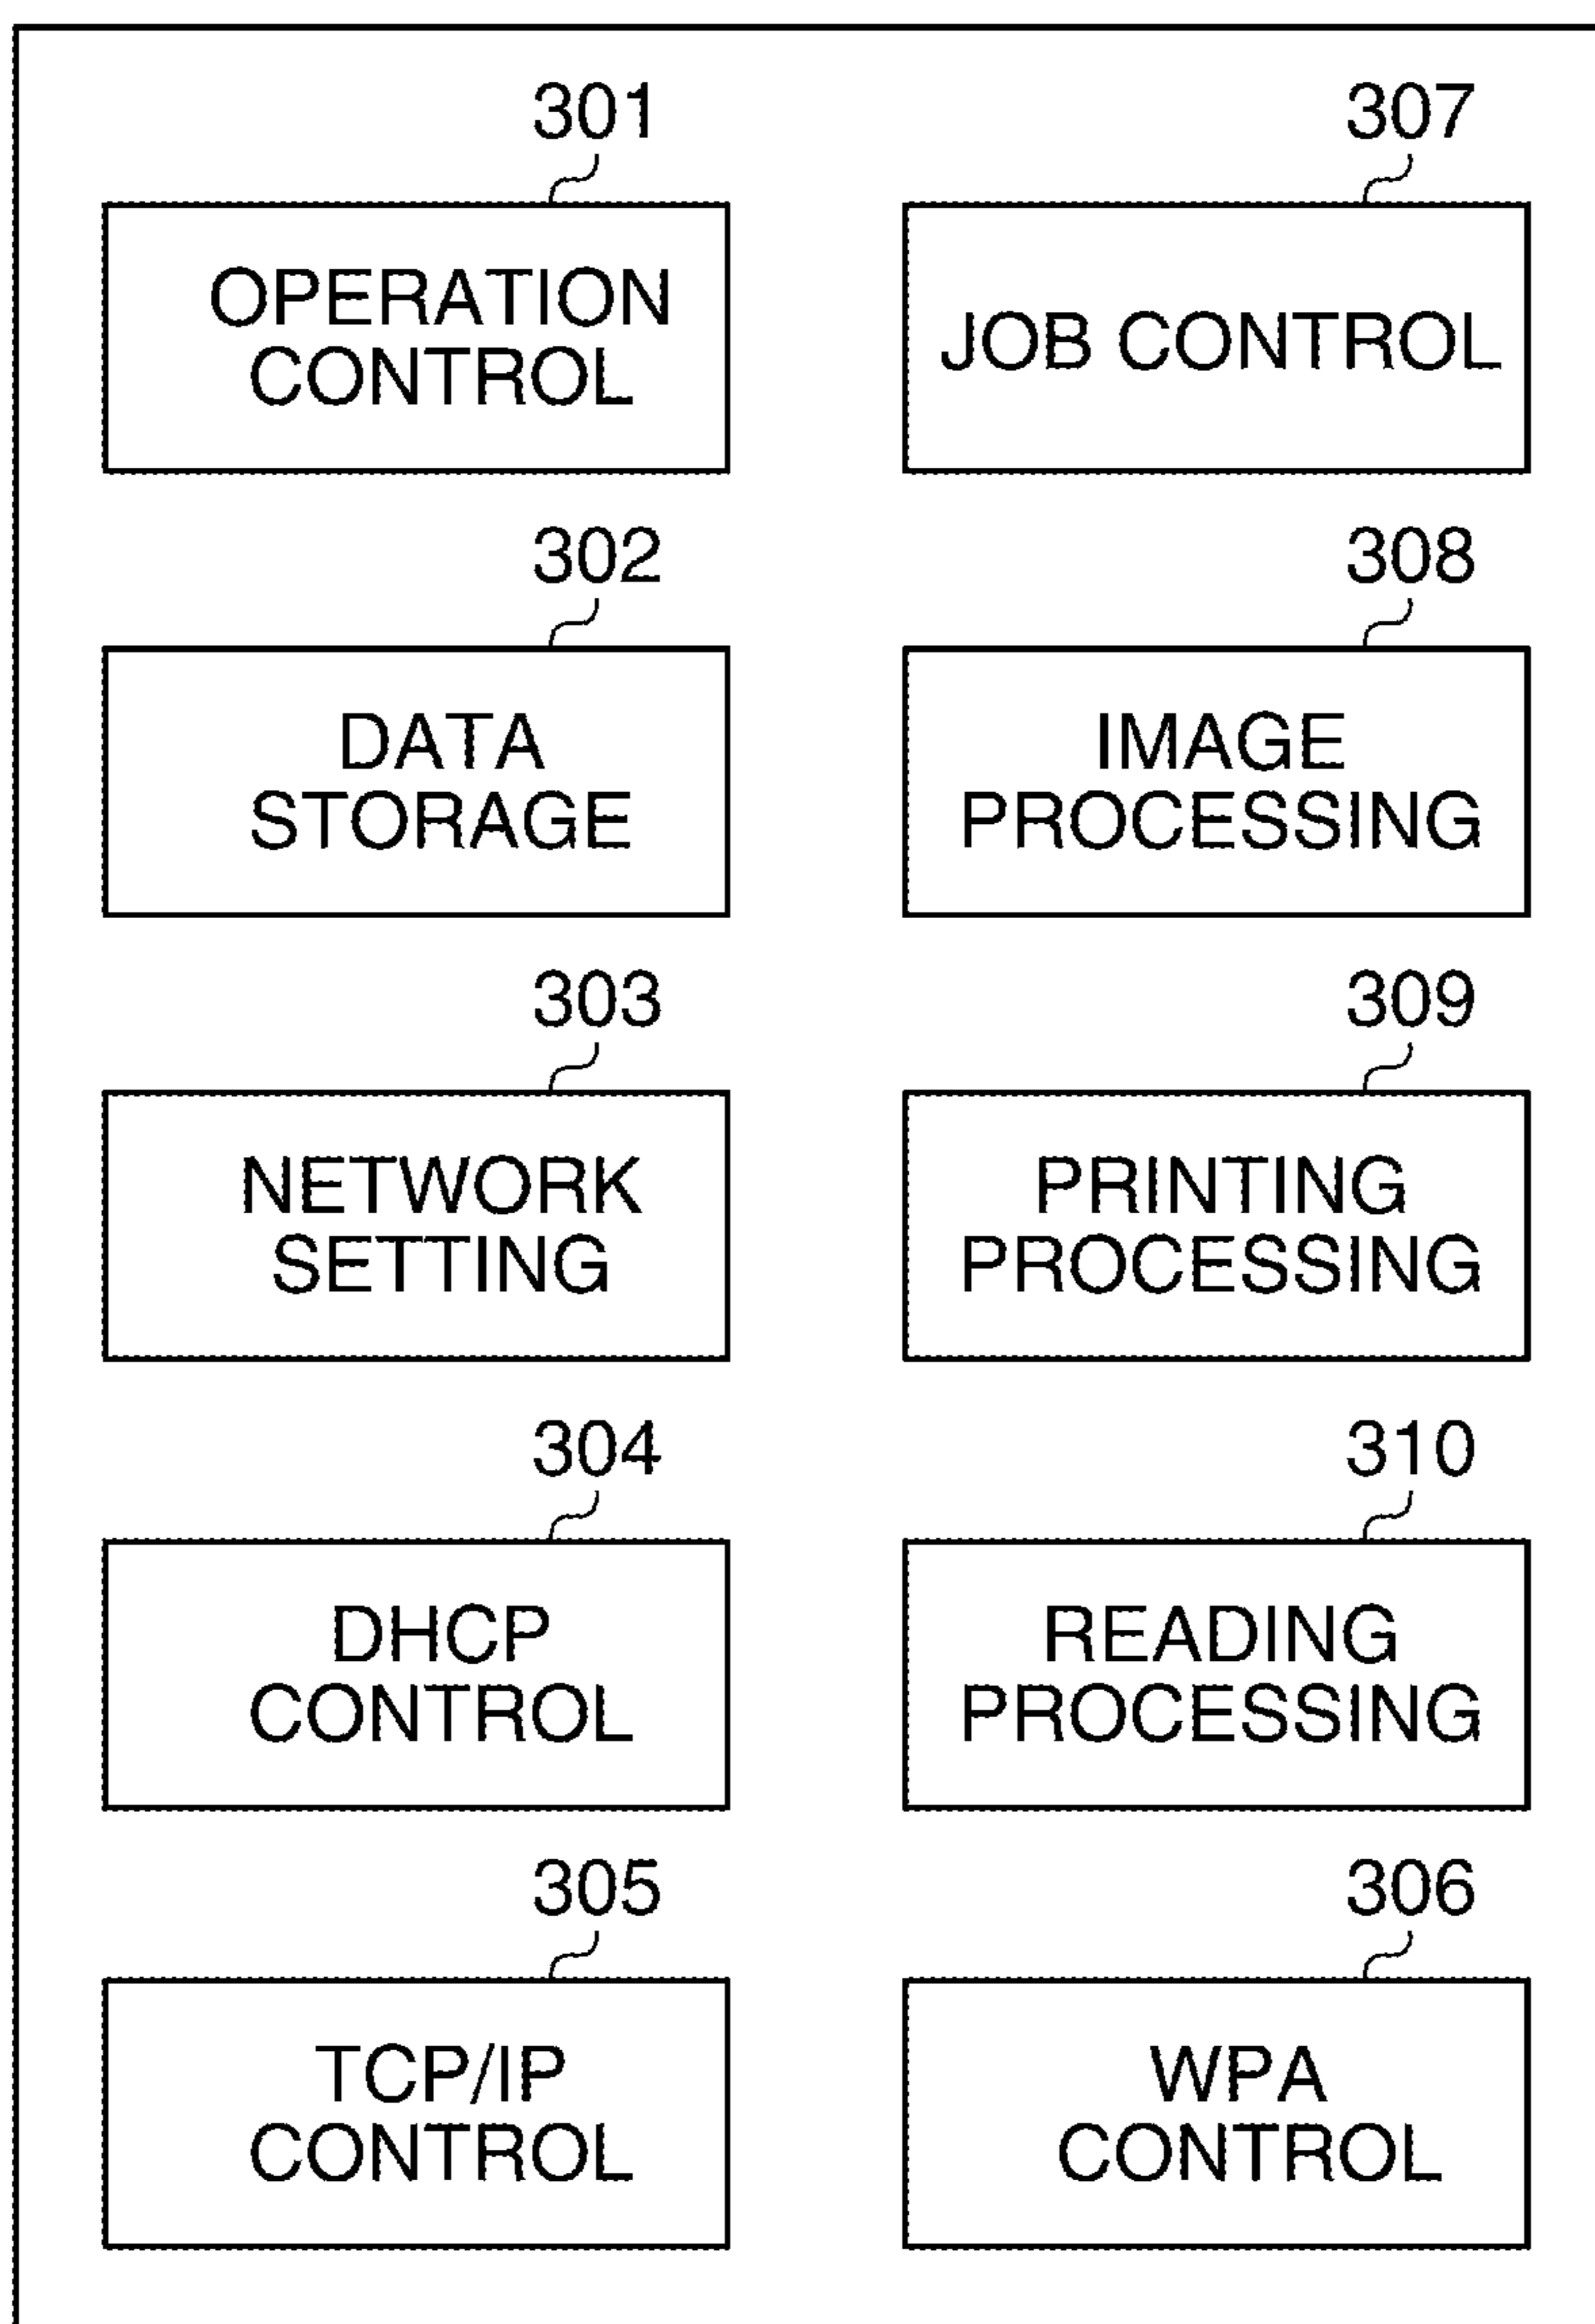 301
OPERATION
CONTROL
307
JOB CONTROL
302
DATA
STORAGE
308
IMAGE
PROCESSING
303
NETWORK
SETTING
309
PRINTING
PROCESSING
304
DHCP
CONTROL
310
READING
PROCESSING
305
TCP/IP
CONTROL
306
WPA
CONTROL